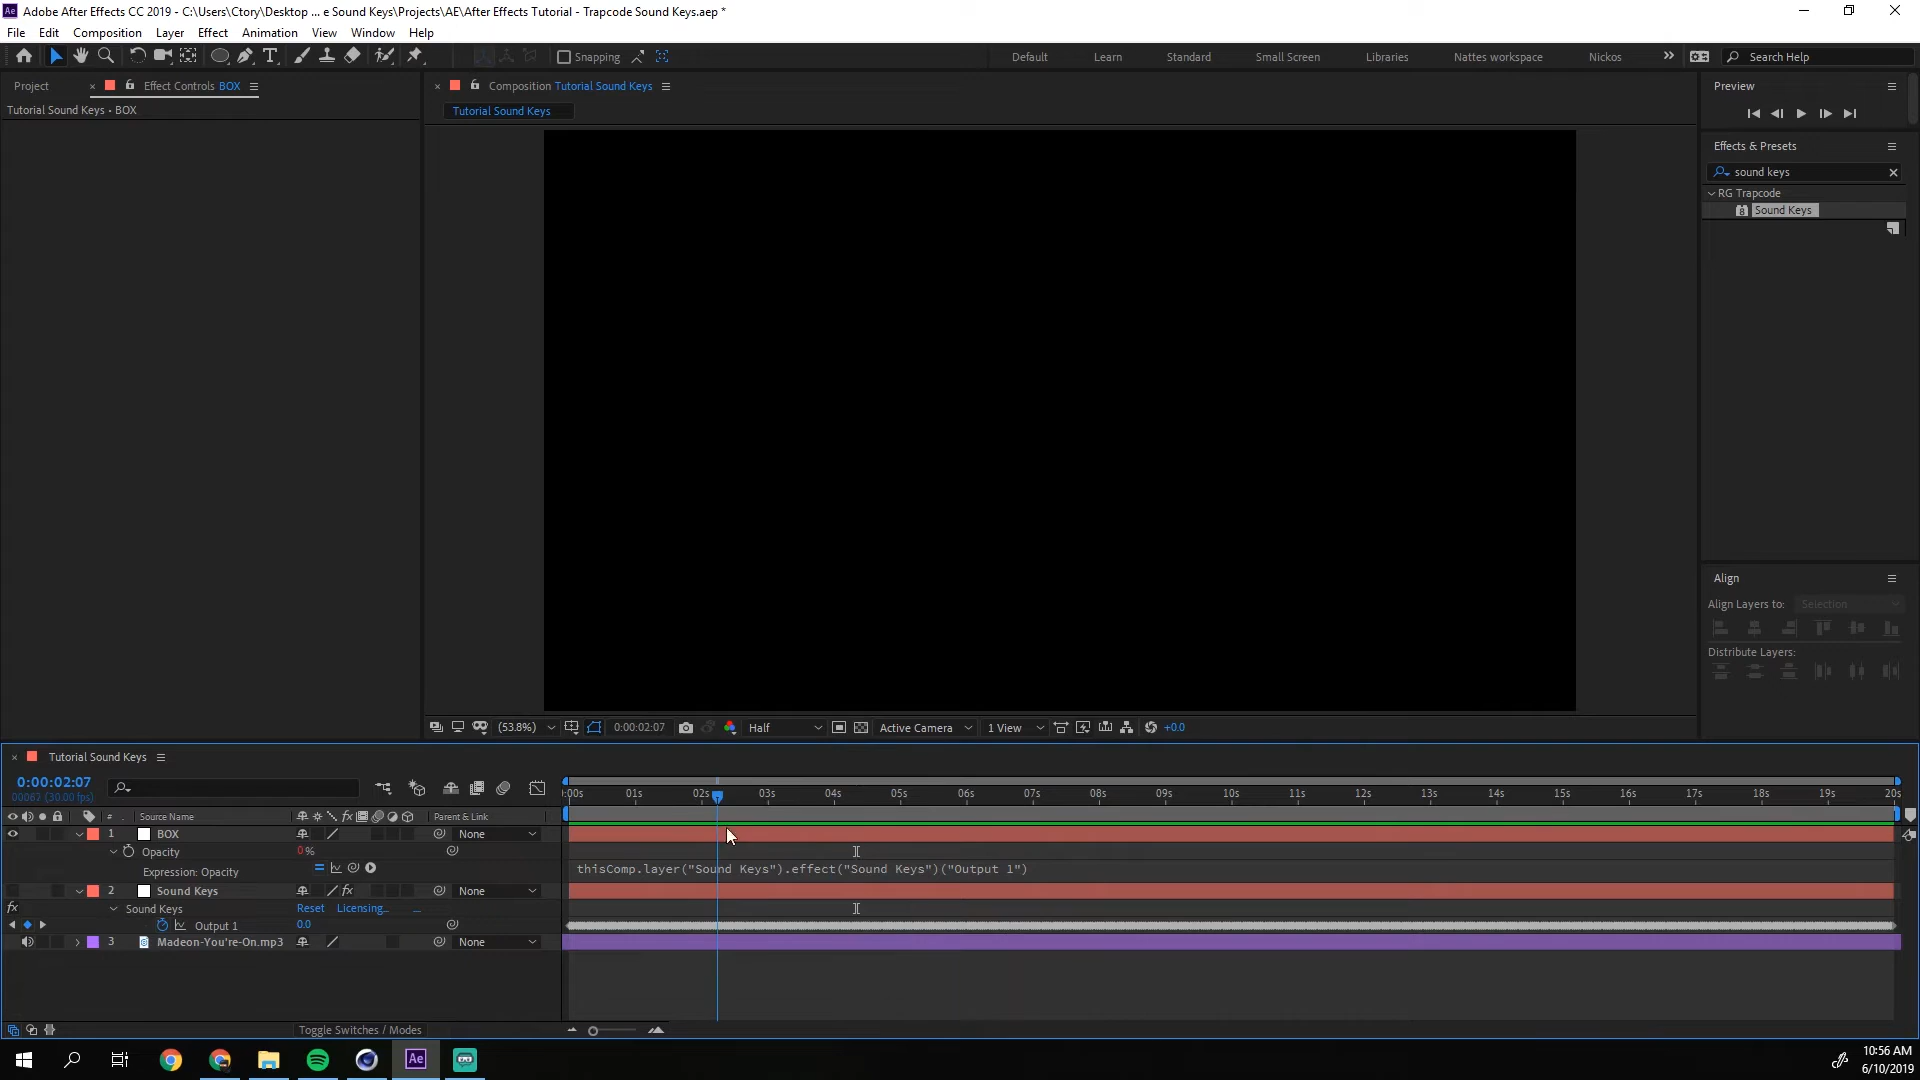 Adobe After Effects CC 2019 - C:\Users\Ctory\Desktop ... e Sound Keys\Projects\AE\After Effects Tutorial - Trapcode Sound Keys.aep *
File Edit Composition Layer Effect Animation View Window Help
Snapping Default Learn Standard Small Screen Libraries Nattes workspace Nickos Search Help
Project Effect Controls BOX Composition Tutorial Sound Keys Preview
Tutorial Sound Keys • BOX Tutorial Sound Keys
Effects & Presets
sound keys
RG Trapcode
Sound Keys
Align
Align Layers to: Selection
Distribute Layers:
(53.8%) 0:00:02:07 Half Active Camera 1 View +0.0
Tutorial Sound Keys
0:00:02:07
00067 (30.00 fps)
:00s 01s 02s 03s 04s 05s 06s 07s 08s 09s 10s 11s 12s 13s 14s 15s 16s 17s 18s 19s 20s
# Source Name Parent & Link
1 BOX None
Opacity 0%
Expression: Opacity thisComp.layer("Sound Keys").effect("Sound Keys")("Output 1")
2 Sound Keys fx None
fx Sound Keys Reset Licensing...
Output 1 0.0
3 Madeon-You're-On.mp3 None
Toggle Switches / Modes
Ae
10:56 AM
6/10/2019